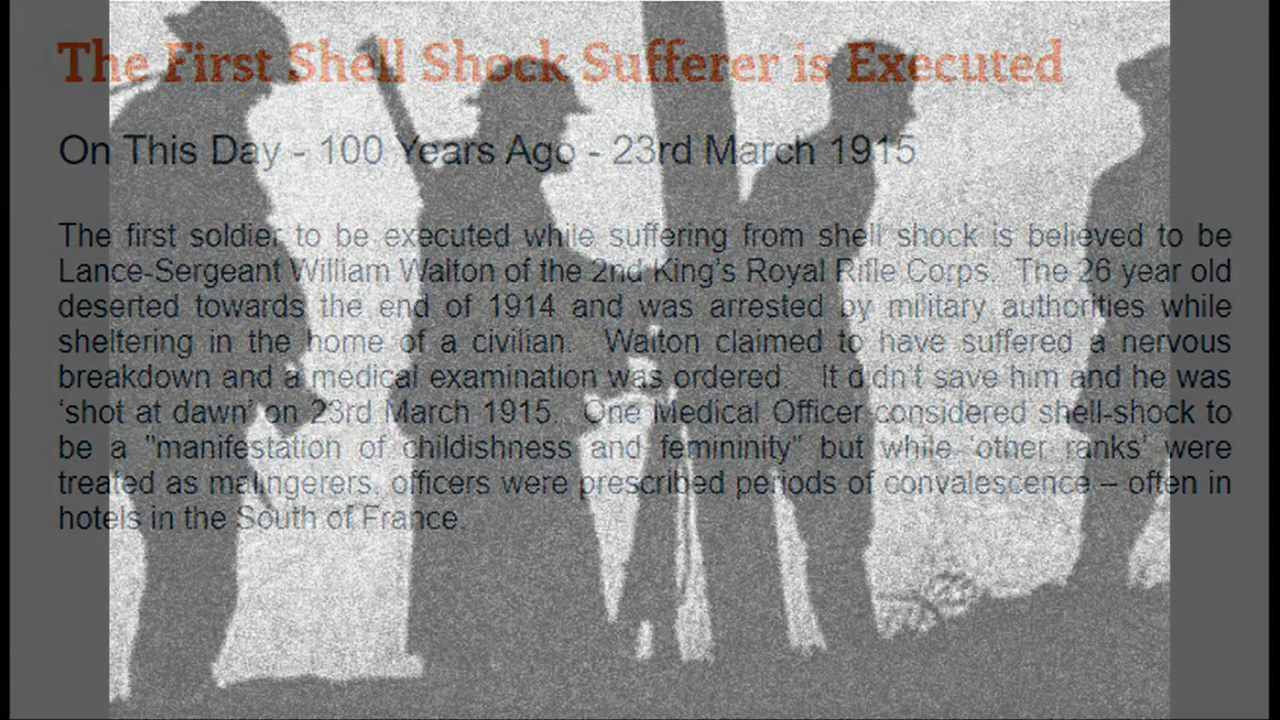 The First Shell Shock Sufferer is Executed
On This Day - 100 Years Ago - 23rd March 1915
The first soldier to be executed while suffering from shell shock is believed to be
Lance-Sergeant William Walton of the 2nd King's Royal Rifle Corps. The 26 year old
deserted towards the end of 1914 and was arrested by military authorities while
sheltering in the home of a civilian. Walton claimed to have suffered a nervous
breakdown and a medical examination was ordered. It didn't save him and he was
‘shot at dawn’ on 23rd March 1915. One Medical Officer considered shell-shock to
be a "manifestation of childishness and femininity" but while ‘other ranks’ were
treated as malingerers, officers were prescribed periods of convalescence – often in
hotels in the South of France.